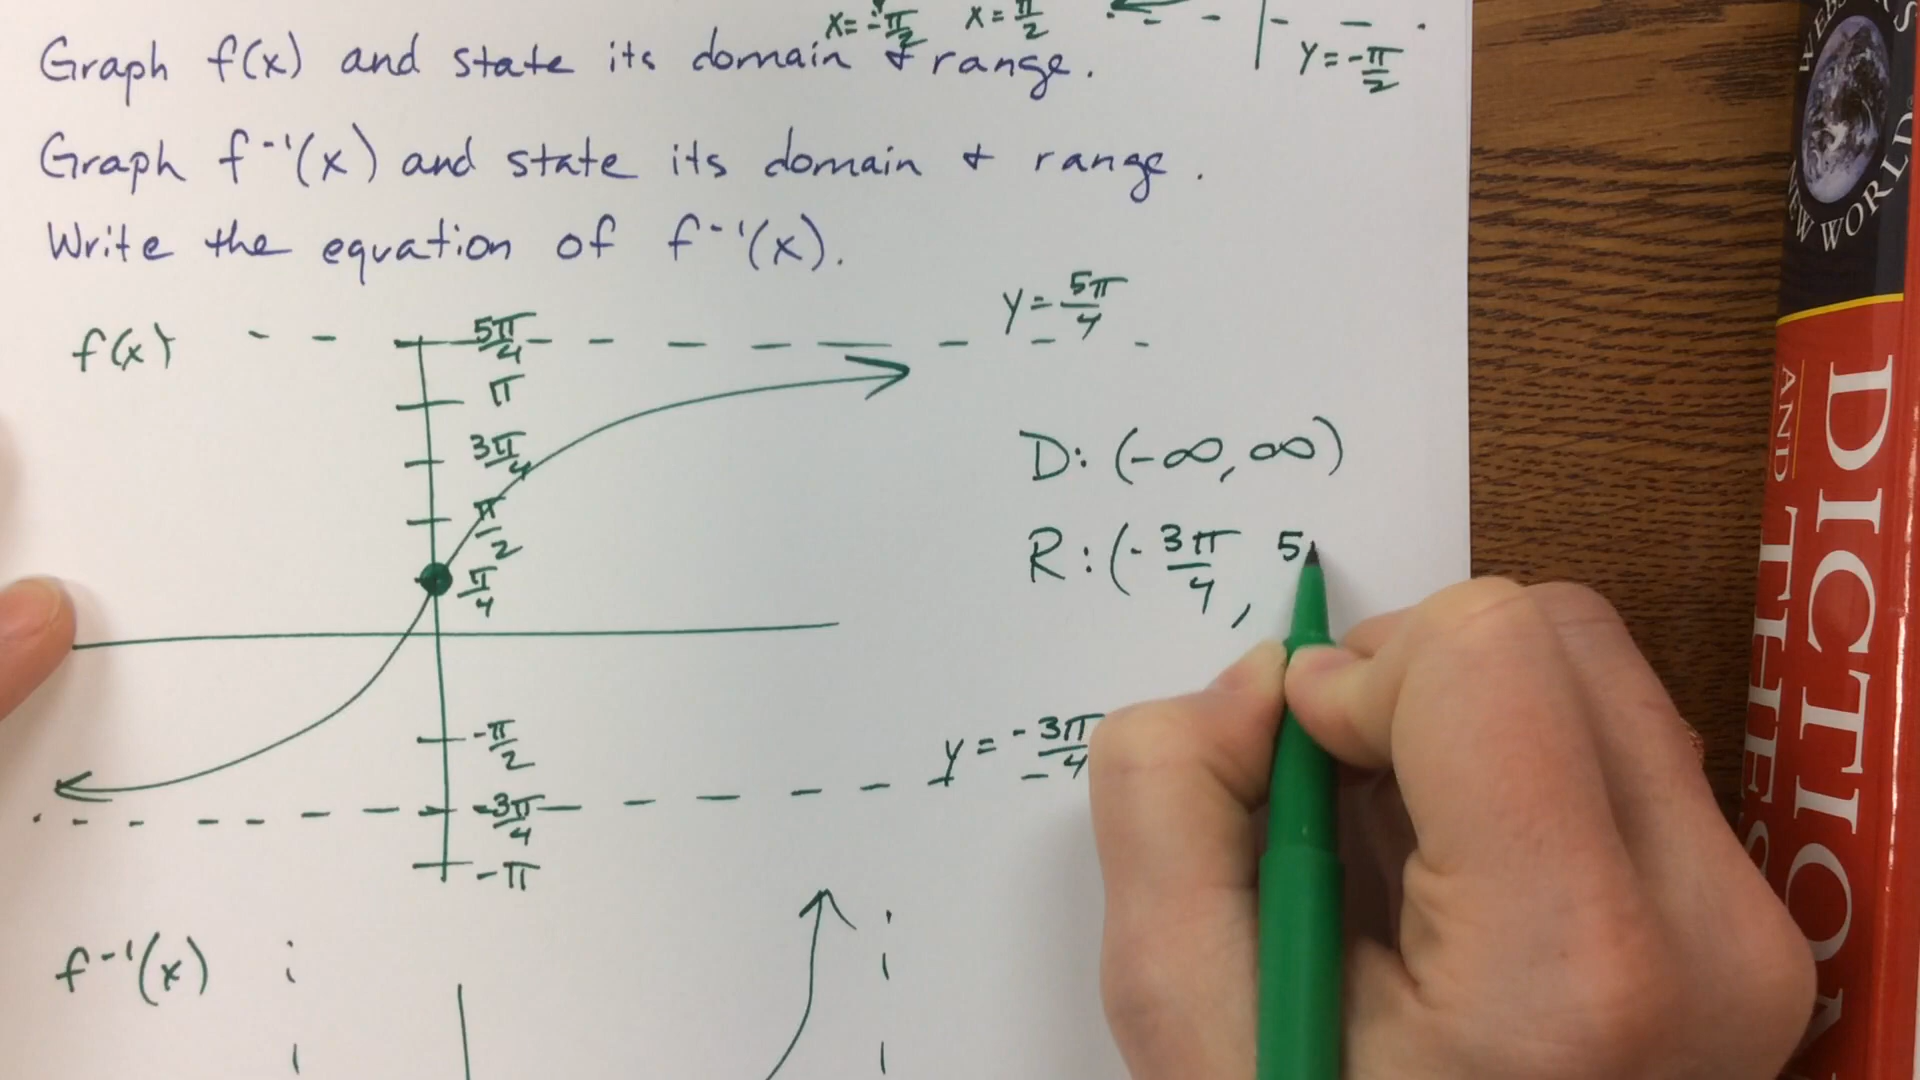 x=-π/2 x=π/2
y=-π/2
Graph f(x) and state its domain & range.
Graph f⁻¹(x) and state its domain & range.
Write the equation of f⁻¹(x).
f(x)
5π/4
y=5π/4
π
3π/4
π/2
π/4
D: (-∞,∞)
R: (-3π/4, 5
-π/2
y=-3π/4
-3π/4
-π
f⁻¹(x)
NEW WORLD
DICTION
AND THES